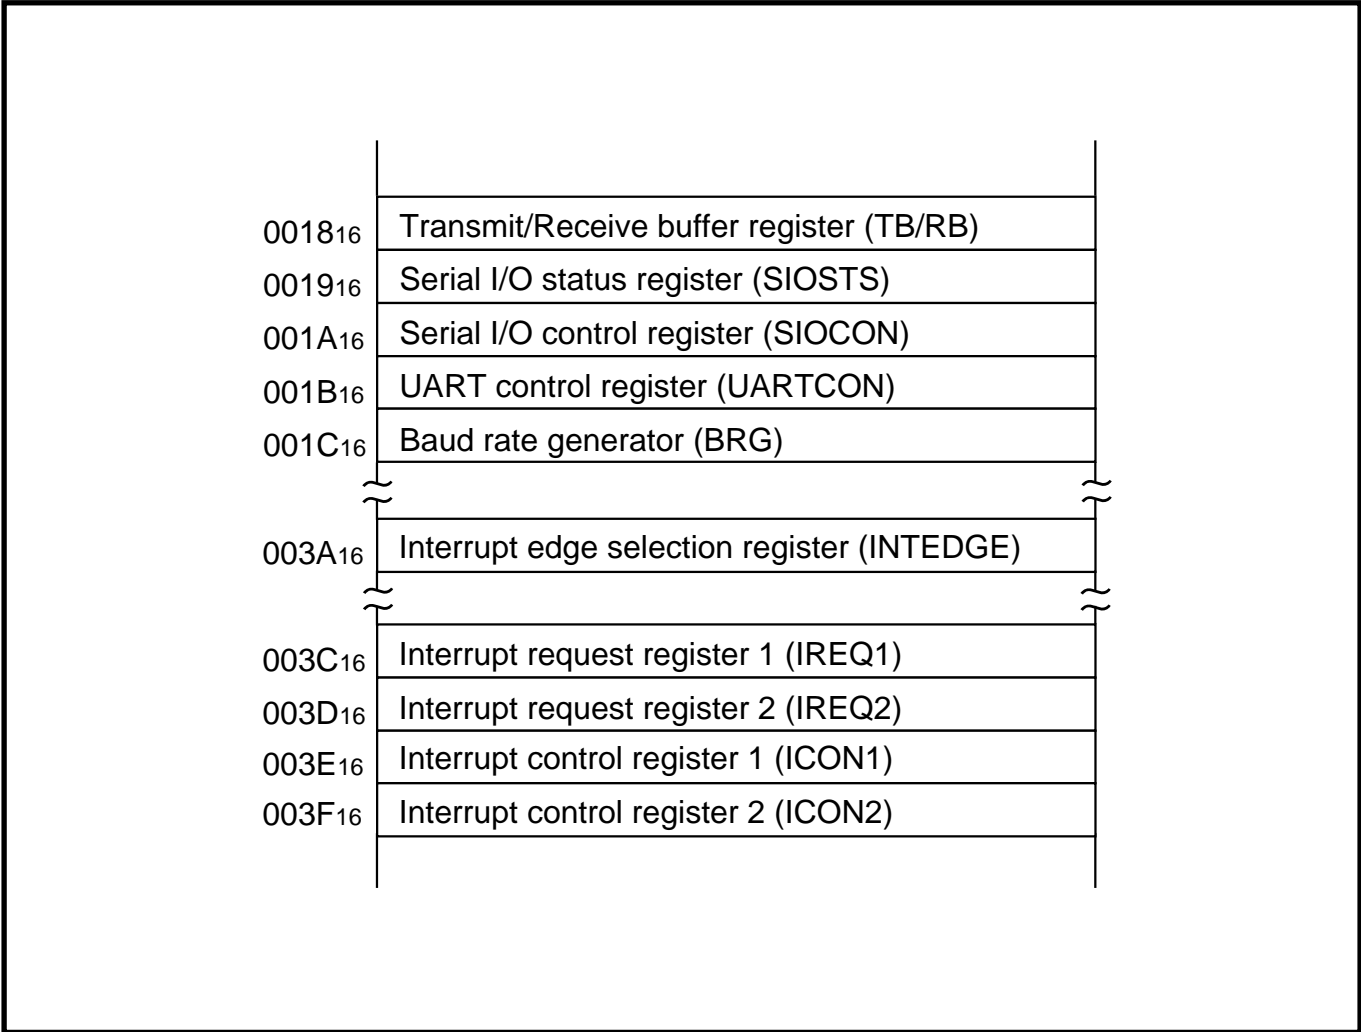 0018₁₆ Transmit/Receive buffer register (TB/RB)
0019₁₆ Serial I/O status register (SIOSTS)
001A₁₆ Serial I/O control register (SIOCON)
001B₁₆ UART control register (UARTCON)
001C₁₆ Baud rate generator (BRG)
003A₁₆ Interrupt edge selection register (INTEDGE)
003C₁₆ Interrupt request register 1 (IREQ1)
003D₁₆ Interrupt request register 2 (IREQ2)
003E₁₆ Interrupt control register 1 (ICON1)
003F₁₆ Interrupt control register 2 (ICON2)